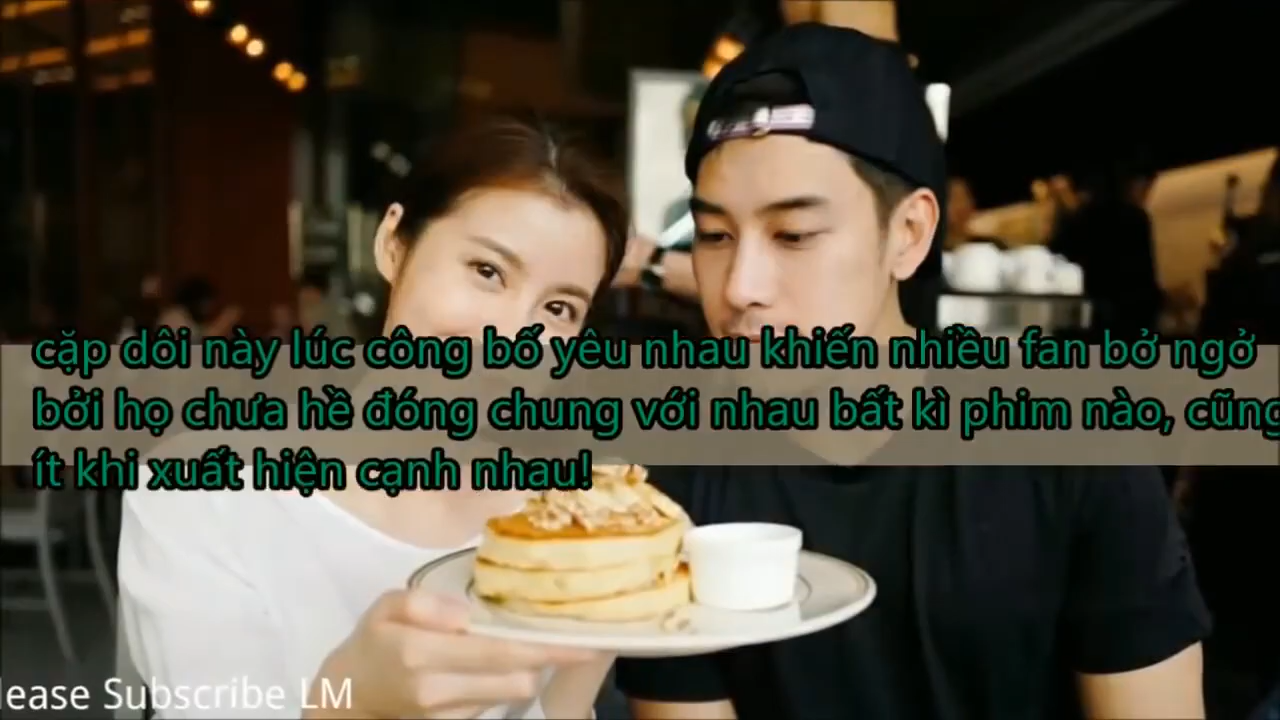 cặp dôi này lúc công bố yêu nhau khiến nhiều fan bở ngở
bởi họ chưa hề đóng chung với nhau bất kì phim nào, cũng
ít khi xuất hiện cạnh nhau!
lease Subscribe LM